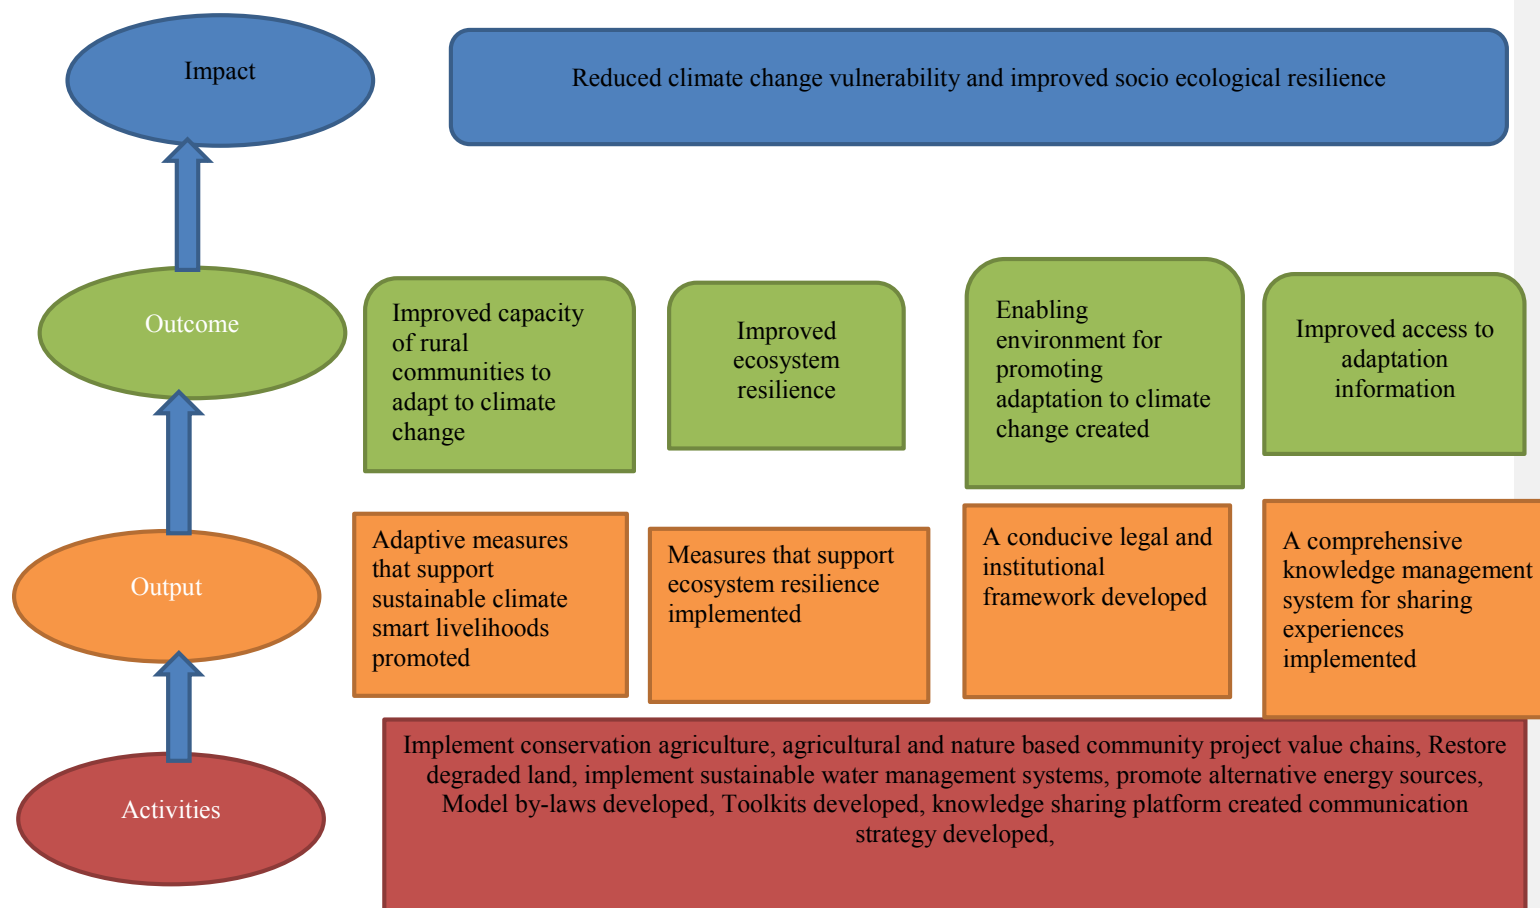 Impact
Reduced climate change vulnerability and improved socio ecological resilience
Outcome
Improved capacity
of rural
communities to
adapt to climate
change
Improved
ecosystem
resilience
Enabling
environment for
promoting
adaptation to climate
change created
Improved access to
adaptation
information
Output
Adaptive measures
that support
sustainable climate
smart livelihoods
promoted
Measures that support
ecosystem resilience
implemented
A conducive legal and
institutional
framework developed
A comprehensive
knowledge management
system for sharing
experiences
implemented
Activities
Implement conservation agriculture, agricultural and nature based community project value chains, Restore
degraded land, implement sustainable water management systems, promote alternative energy sources,
Model by-laws developed, Toolkits developed, knowledge sharing platform created communication
strategy developed,